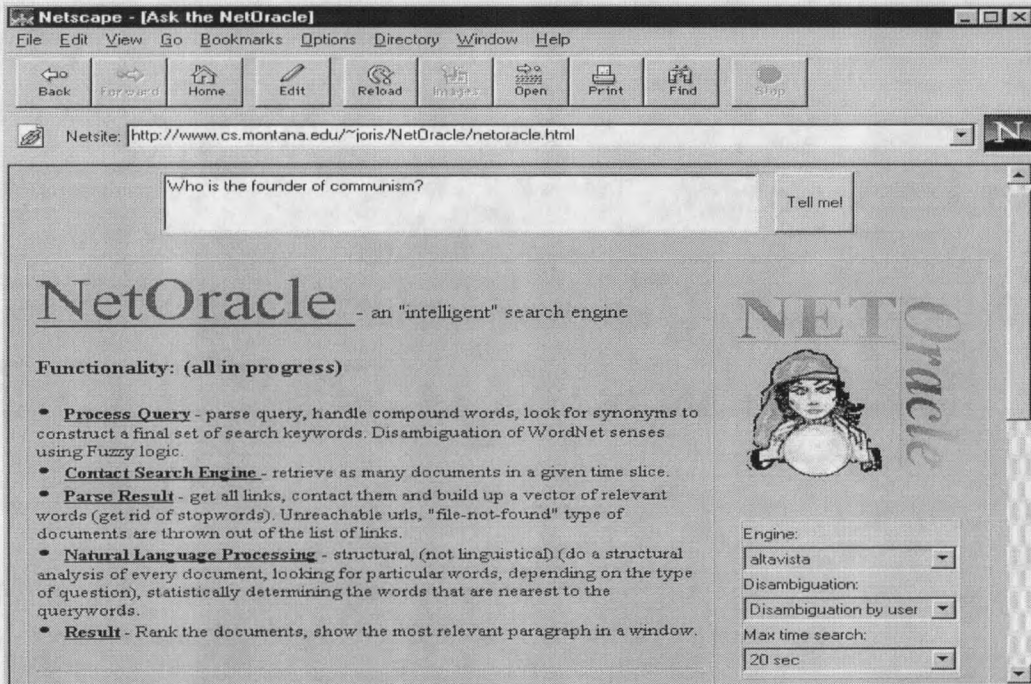 Netscape - [Ask the NetOracle]
File Edit View Go Bookmarks Options Directory Window Help
Back Forward Home Edit Reload Images Open Print Find Stop
Netsite: http://www.cs.montana.edu/~joris/NetOracle/netoracle.html
N
Who is the founder of communism?
Tell me!
NetOracle - an "intelligent" search engine
NET Oracle
Functionality: (all in progress)
• Process Query - parse query, handle compound words, look for synonyms to
construct a final set of search keywords. Disambiguation of WordNet senses
using Fuzzy logic.
• Contact Search Engine - retrieve as many documents in a given time slice.
• Parse Result - get all links, contact them and build up a vector of relevant
words (get rid of stopwords). Unreachable urls, "file-not-found" type of
documents are thrown out of the list of links.
• Natural Language Processing - structural, (not linguistical) (do a structural
analysis of every document, looking for particular words, depending on the type
of question), statistically determining the words that are nearest to the
querywords.
• Result - Rank the documents, show the most relevant paragraph in a window.
Engine:
altavista
Disambiguation:
Disambiguation by user
Max time search:
20 sec